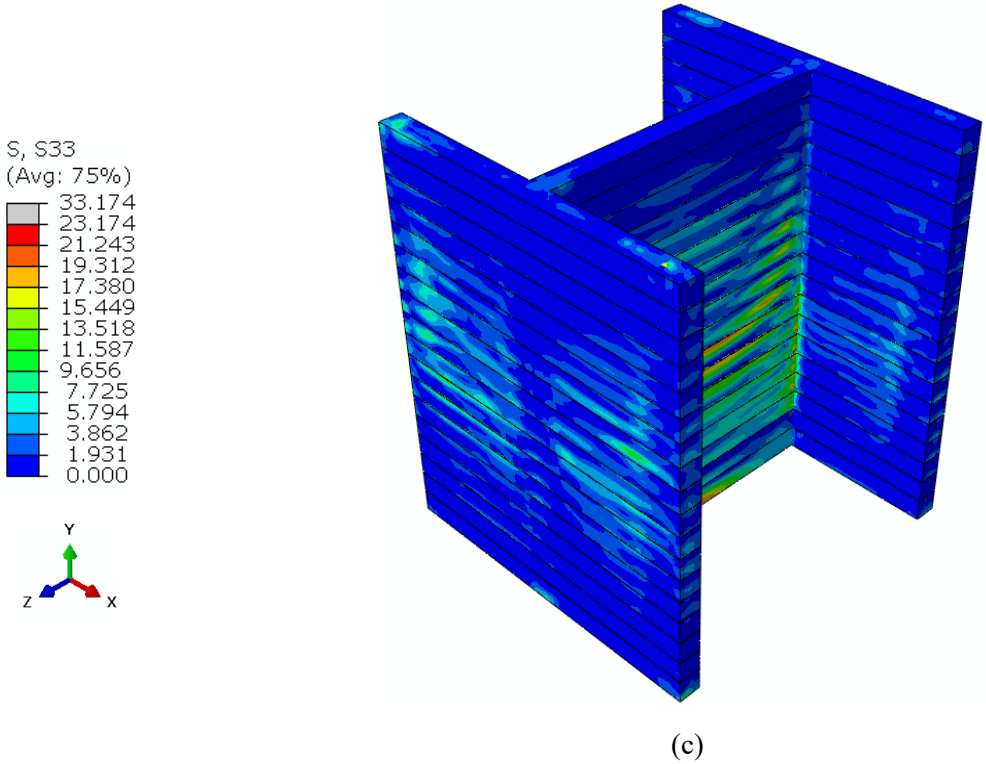 S, S33
(Avg: 75%)
33.174
23.174
21.243
19.312
17.380
15.449
13.518
11.587
9.656
7.725
5.794
3.862
1.931
0.000
Y
Z
X
(c)